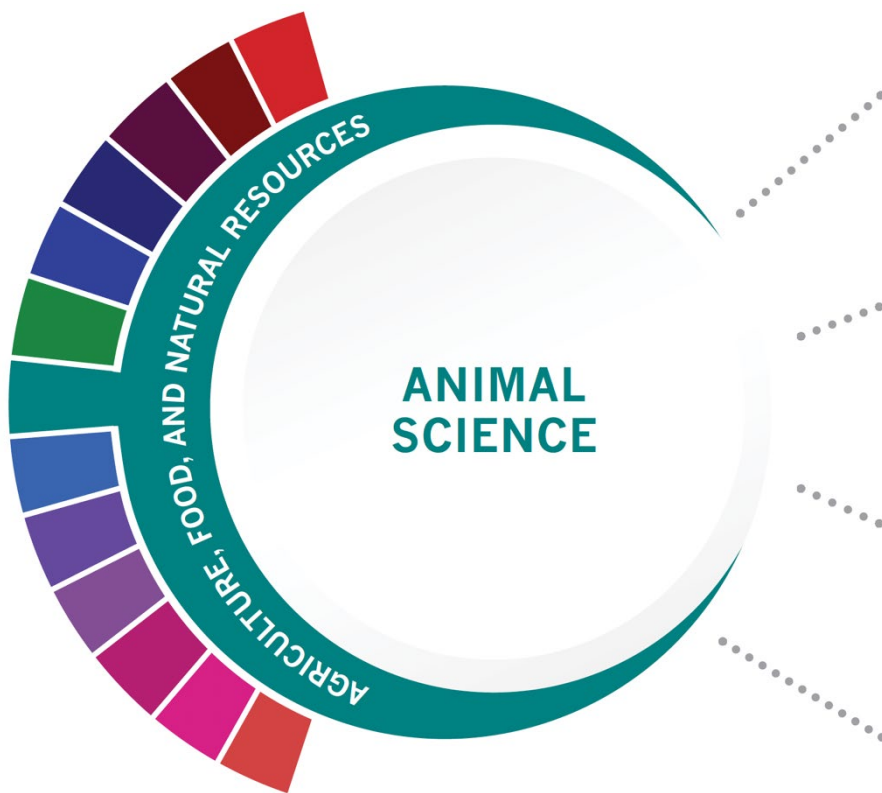 AGRICULTURE, FOOD, AND NATURAL RESOURCES
ANIMAL
SCIENCE